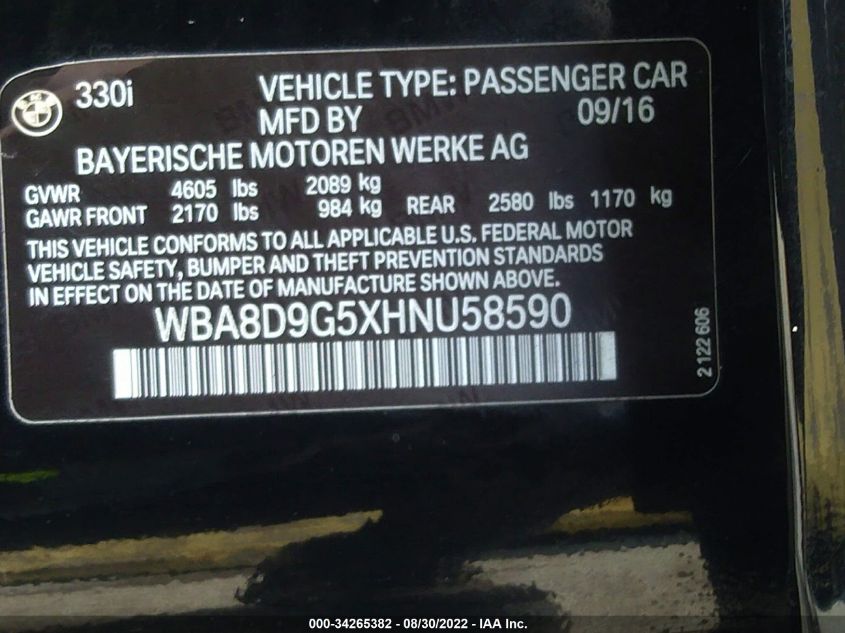 330i VEHICLE TYPE: PASSENGER CAR
MFD BY 09/16
BAYERISCHE MOTOREN WERKE AG
GVWR 4605 lbs 2089 kg
GAWR FRONT 2170 lbs 984 kg REAR 2580 lbs 1170 kg
THIS VEHICLE CONFORMS TO ALL APPLICABLE U.S. FEDERAL MOTOR
VEHICLE SAFETY, BUMPER AND THEFT PREVENTION STANDARDS
IN EFFECT ON THE DATE OF MANUFACTURE SHOWN ABOVE.
WBA8D9G5XHNU58590
2 122 606
000-34265382 - 08/30/2022 - IAA Inc.